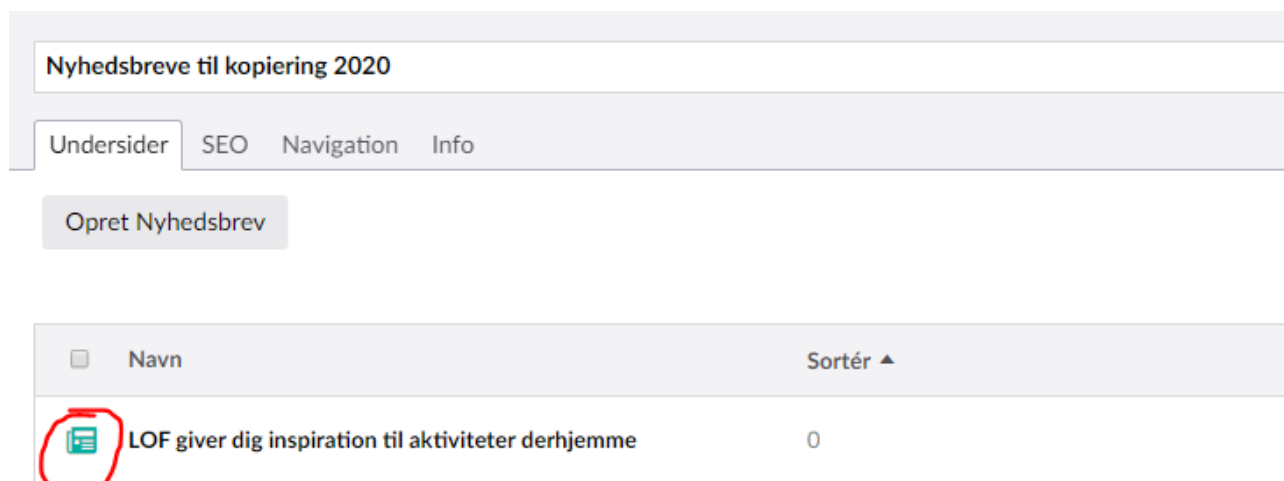 Nyhedsbreve til kopiering 2020
Undersider SEO Navigation Info
Opret Nyhedsbrev
Navn Sortér
LOF giver dig inspiration til aktiviteter derhjemme 0